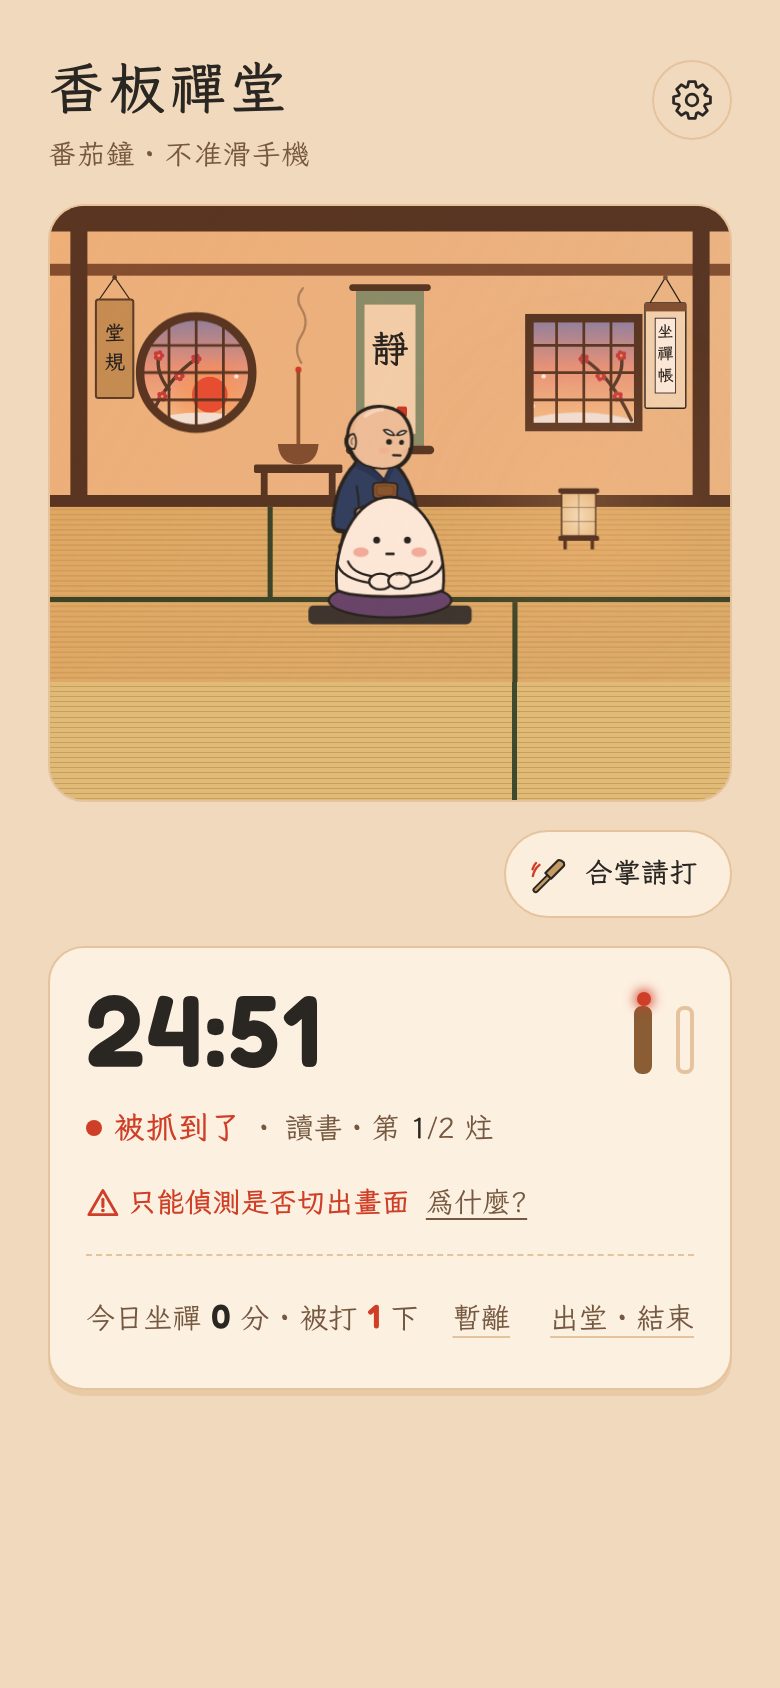 香板禪堂
番茄鐘・不准滑手機
堂規
靜
坐禪帳
合掌請打
24:51
被抓到了 ・ 讀書・第 1/2 炷
只能偵測是否切出畫面 為什麼?
今日坐禪 0 分・被打 1 下 暫離 出堂・結束